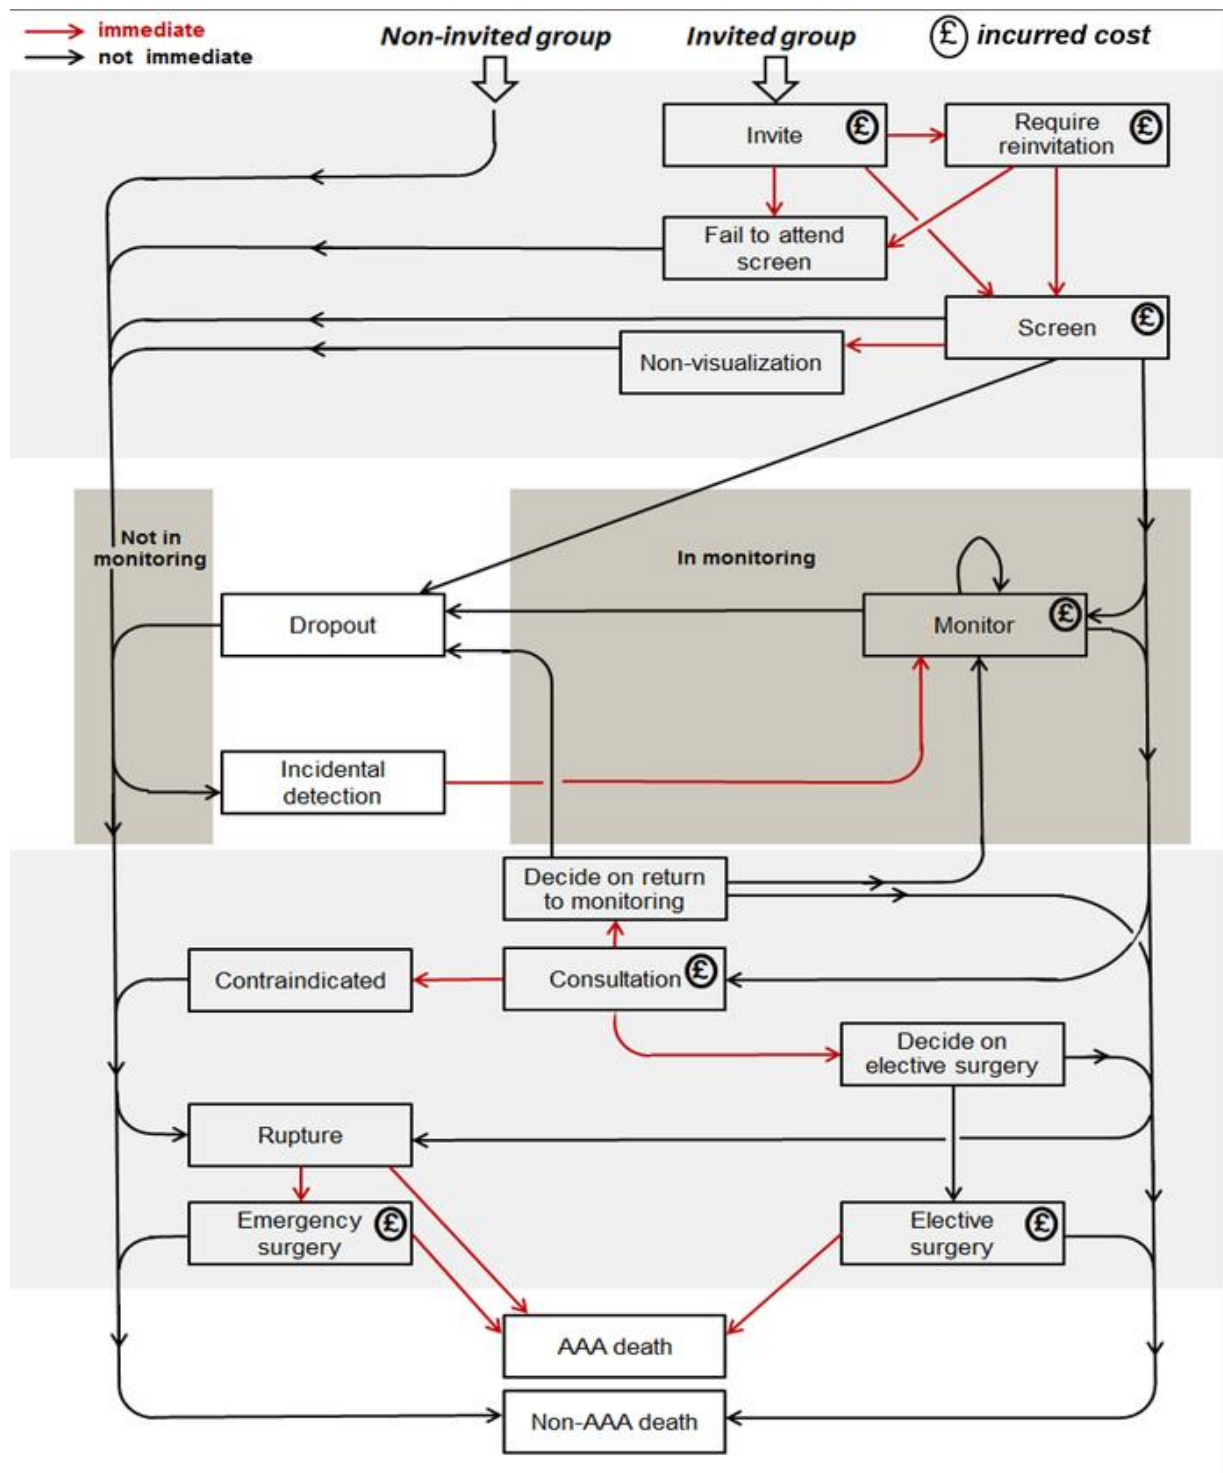 immediate
not immediate
Non-invited group
Invited group
£ incurred cost
Invite £
Require
reinvitation £
Fail to attend
screen
Screen £
Non-visualization
Not in
monitoring
In monitoring
Dropout
Monitor £
Incidental
detection
Decide on return
to monitoring
Contraindicated
Consultation £
Decide on
elective surgery
Rupture
Emergency
surgery £
Elective
surgery £
AAA death
Non-AAA death